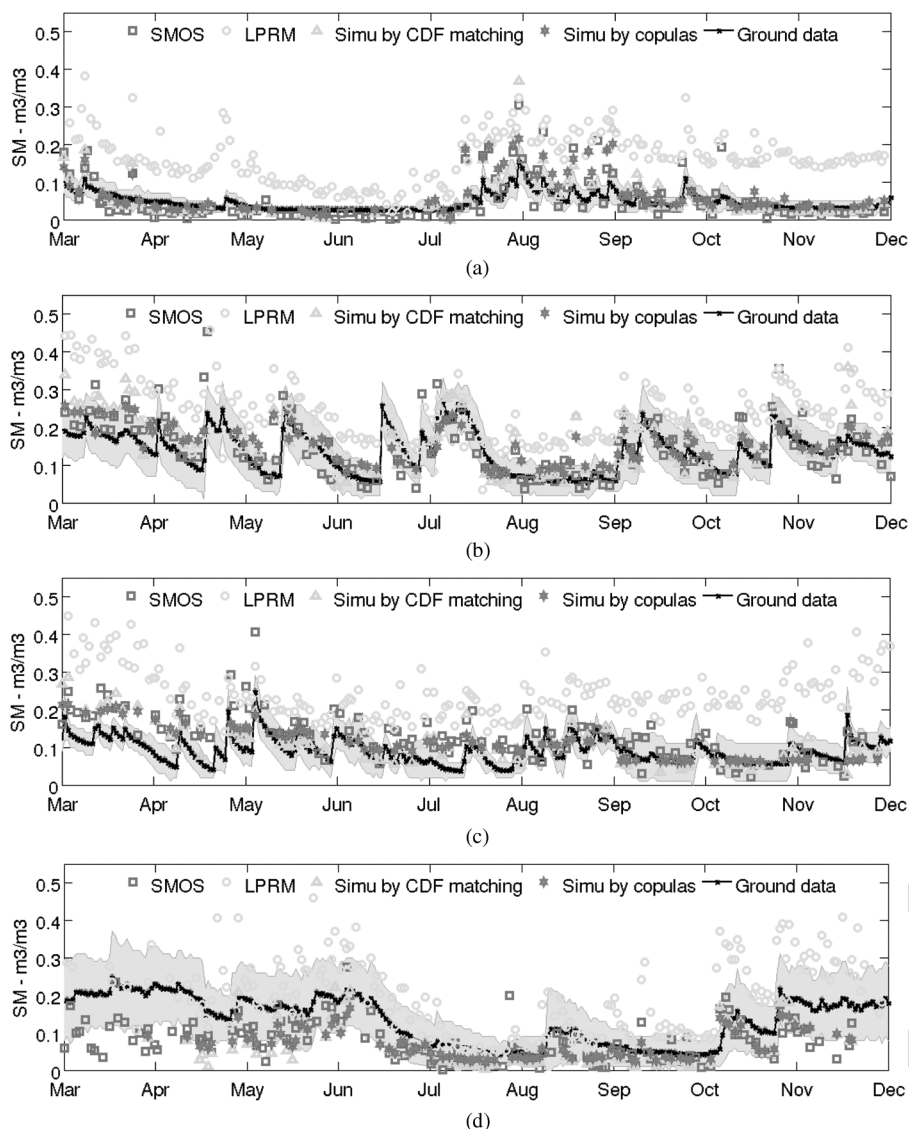 SMOS LPRM Simu by CDF matching Simu by copulas Ground data
0.5
0.4
0.3
0.2
0.1
0
SM - m3/m3
Mar Apr May Jun Jul Aug Sep Oct Nov Dec
(a)
SMOS LPRM Simu by CDF matching Simu by copulas Ground data
0.5
0.4
0.3
0.2
0.1
0
SM - m3/m3
Mar Apr May Jun Jul Aug Sep Oct Nov Dec
(b)
SMOS LPRM Simu by CDF matching Simu by copulas Ground data
0.5
0.4
0.3
0.2
0.1
0
SM - m3/m3
Mar Apr May Jun Jul Aug Sep Oct Nov Dec
(c)
SMOS LPRM Simu by CDF matching Simu by copulas Ground data
0.5
0.4
0.3
0.2
0.1
0
SM - m3/m3
Mar Apr May Jun Jul Aug Sep Oct Nov Dec
(d)